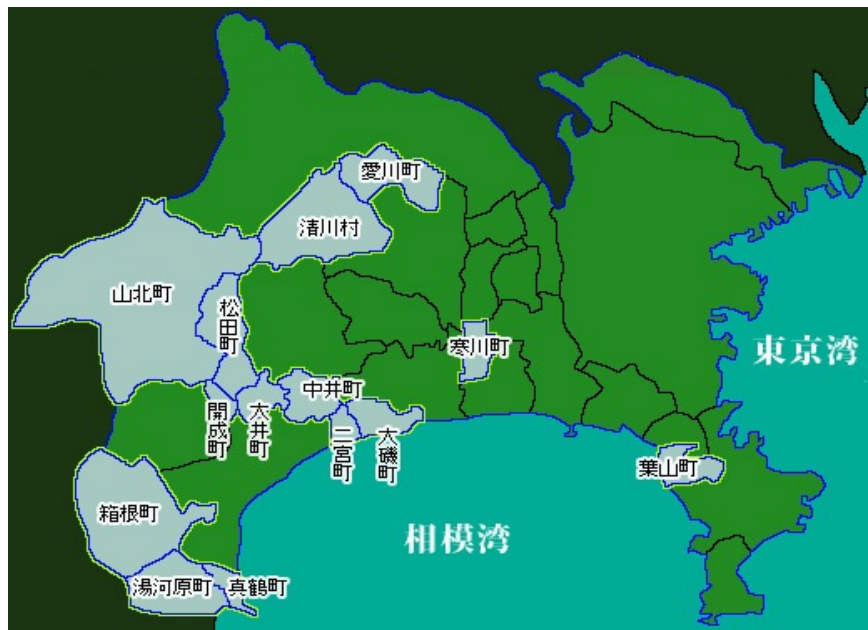 愛川町
清川村
山北町
松田町
寒川町
東京湾
中井町
開成町
大井町
二宮町
大磯町
葉山町
箱根町
相模湾
湯河原町
真鶴町